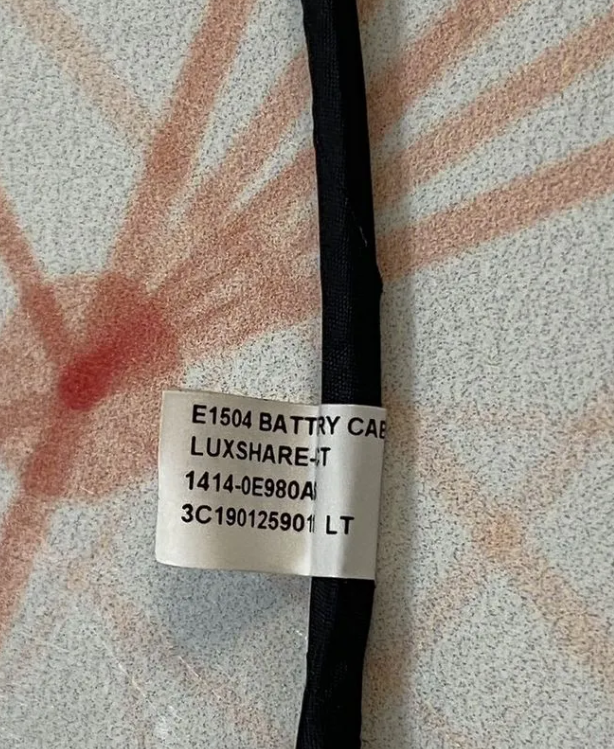 E1504 BATTRY CAB
LUXSHARE-
1414-0E980A
3C190125901 LT